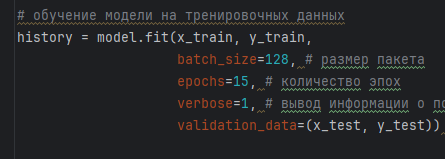 # обучение модели на тренировочных данных
history = model.fit(x_train, y_train,
batch_size=128, # размер пакета
epochs=15, # количество эпох
verbose=1, # вывод информации о
validation_data=(x_test, y_test))